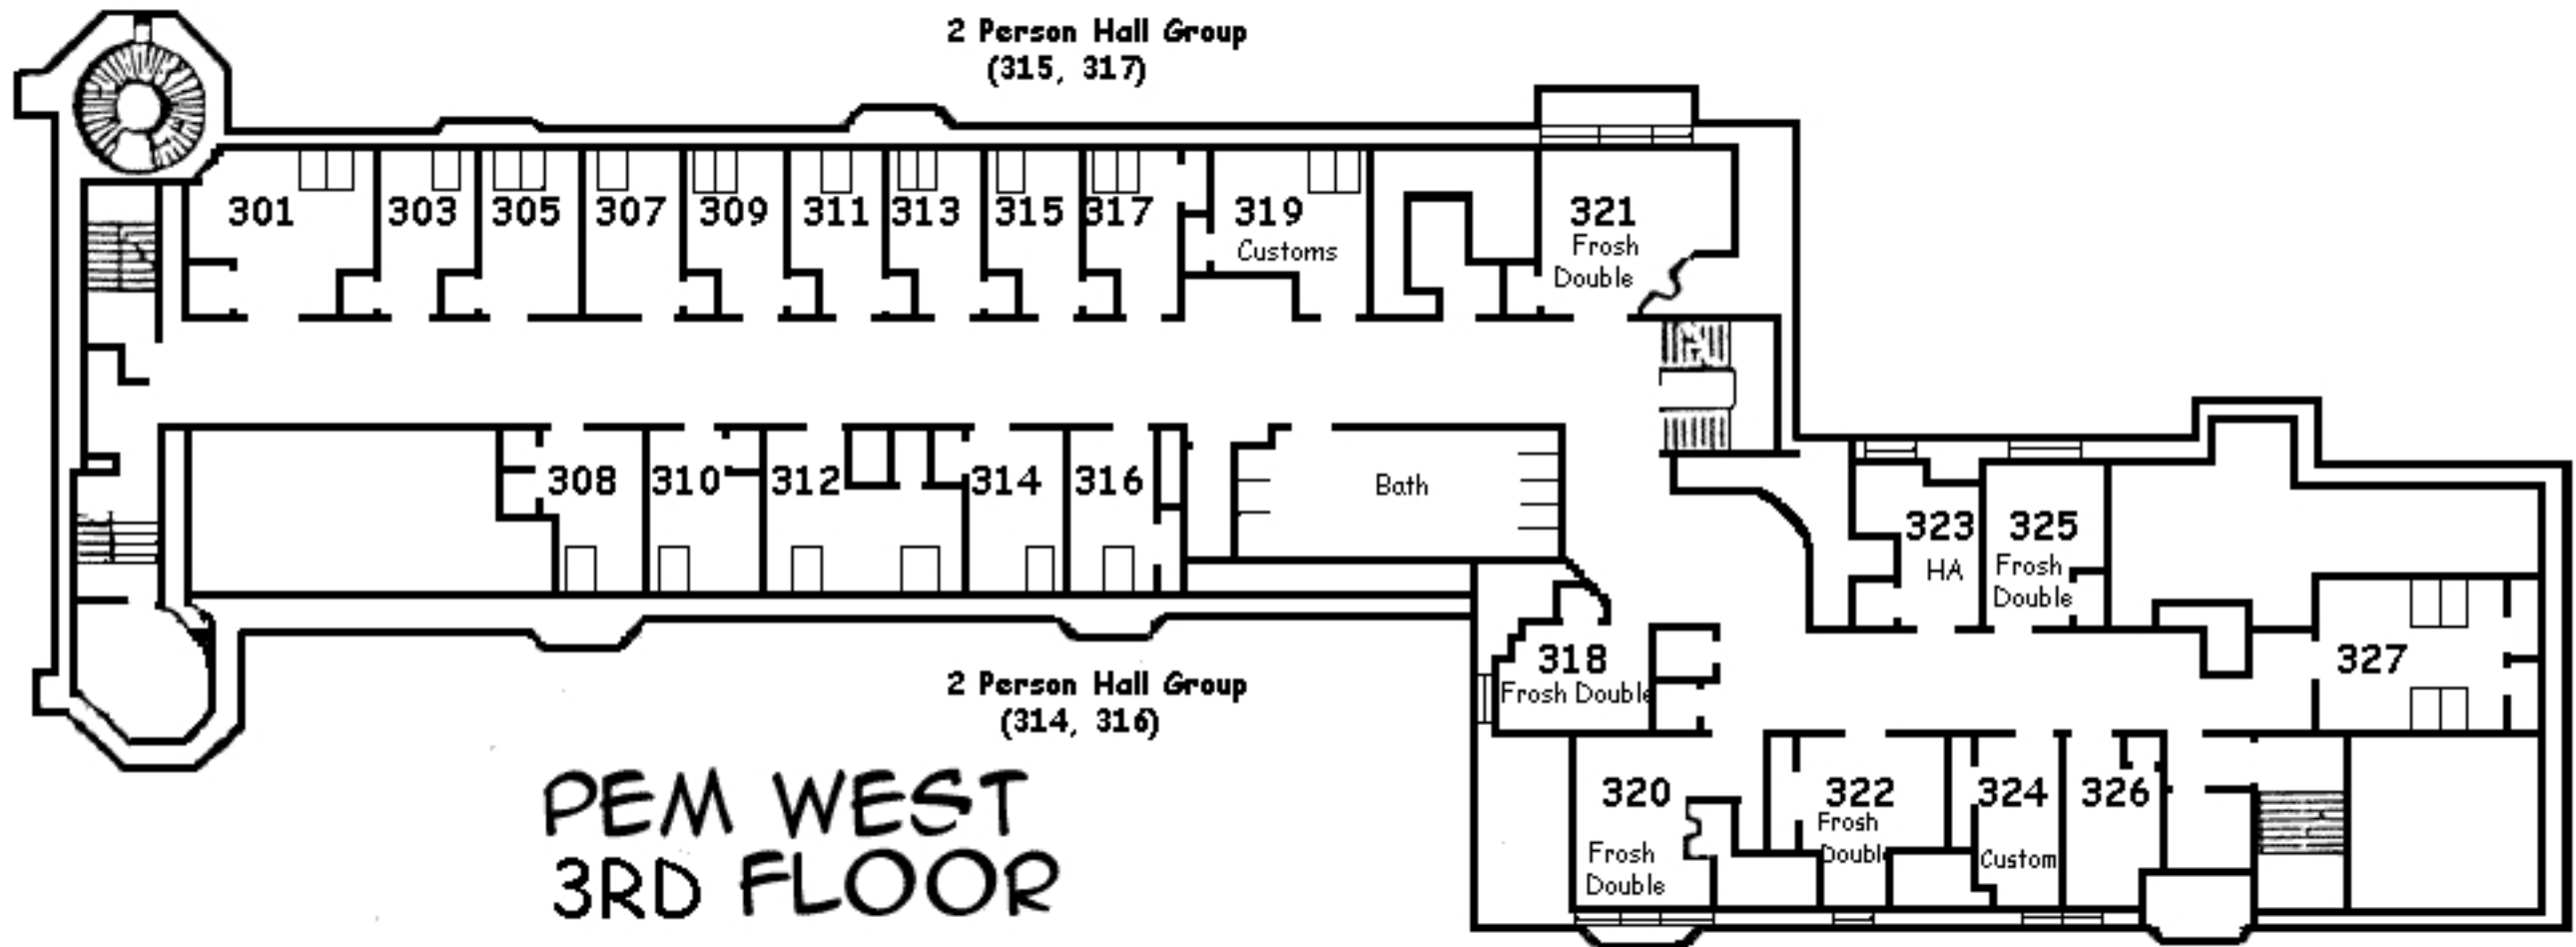 2 Person Hall Group
(315, 317)
301
303
305
307
309
311
313
315
317
319
Customs
321
Frosh
Double
308
310
312
314
316
Bath
323
HA
325
Frosh
Double
318
Frosh Double
327
2 Person Hall Group
(314, 316)
320
Frosh
Double
322
Frosh
Doubl
324
Custom
326
PEM WEST
3RD FLOOR